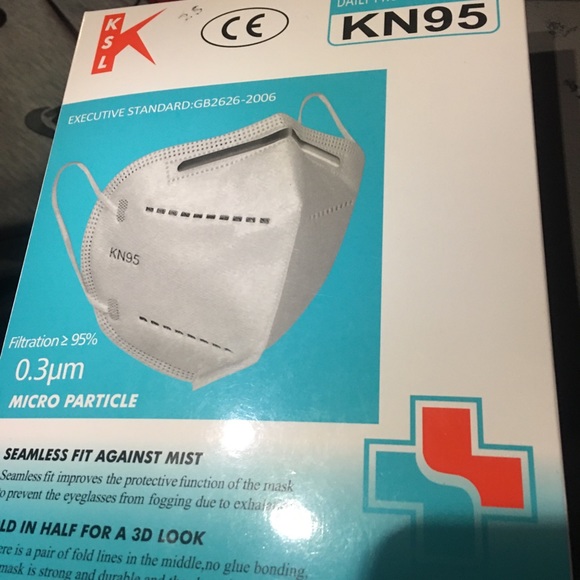 KSL
K
CE
DAILY
KN95
EXECUTIVE STANDARD:GB2626-2006
KN95
Filtration ≥ 95%
0.3μm
MICRO PARTICLE
SEAMLESS FIT AGAINST MIST
Seamless fit improves the protective function of the mask
to prevent the eyeglasses from fogging due to
LD IN HALF FOR A 3D LOOK
ere is a pair of fold lines in the middle,no glue bonding,
mask is strong and durable and